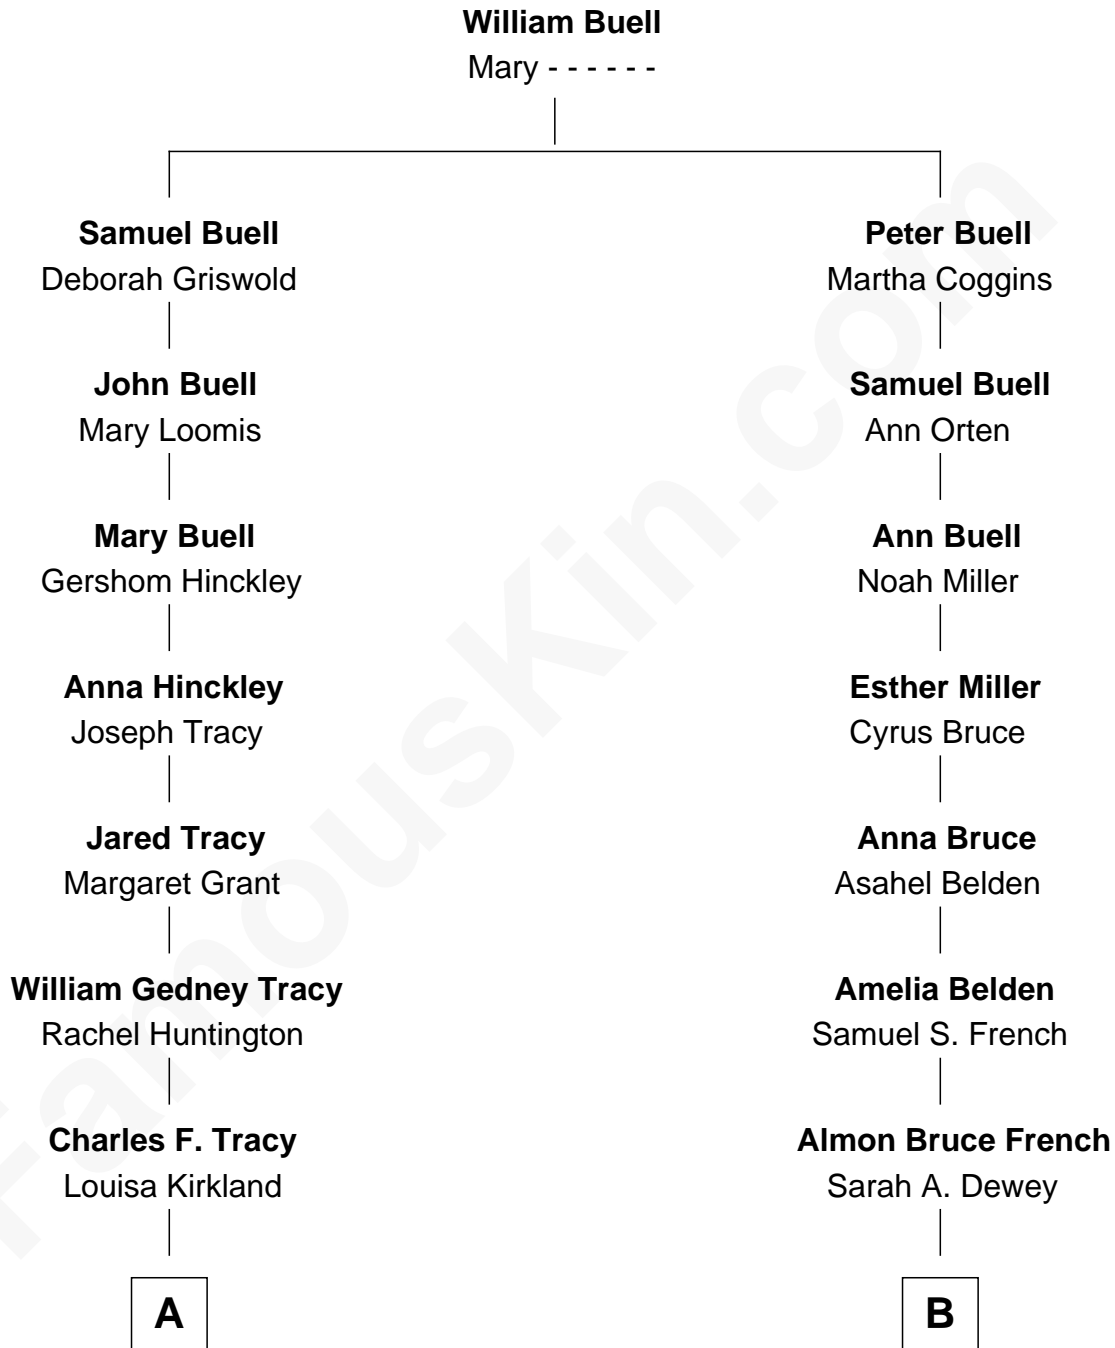 William Buell
Mary - - - - - -
Samuel Buell
Deborah Griswold
Peter Buell
Martha Coggins
John Buell
Mary Loomis
Samuel Buell
Ann Orten
Mary Buell
Gershom Hinckley
Ann Buell
Noah Miller
Anna Hinckley
Joseph Tracy
Esther Miller
Cyrus Bruce
Jared Tracy
Margaret Grant
Anna Bruce
Asahel Belden
William Gedney Tracy
Rachel Huntington
Amelia Belden
Samuel S. French
Charles F. Tracy
Louisa Kirkland
Almon Bruce French
Sarah A. Dewey
A
B
FamousKin.com